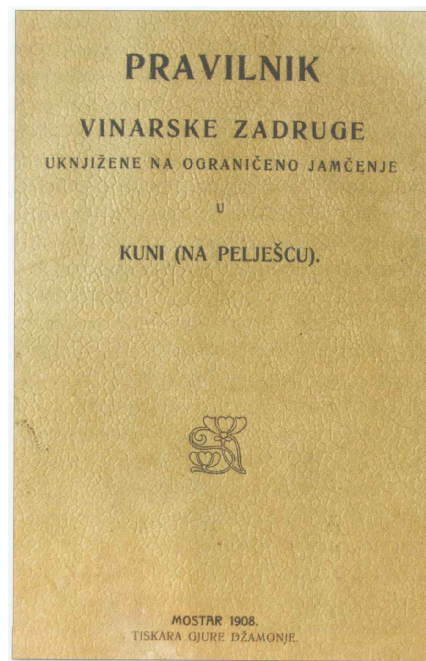 PRAVILNIK
VINARSKE ZADRUGE
UKNJIŽENE NA OGRANIČENO JAMČENJE
U
KUNI (NA PELJEŠCU).
MOSTAR 1908.
TISKARA GJURE DŽAMONJE.